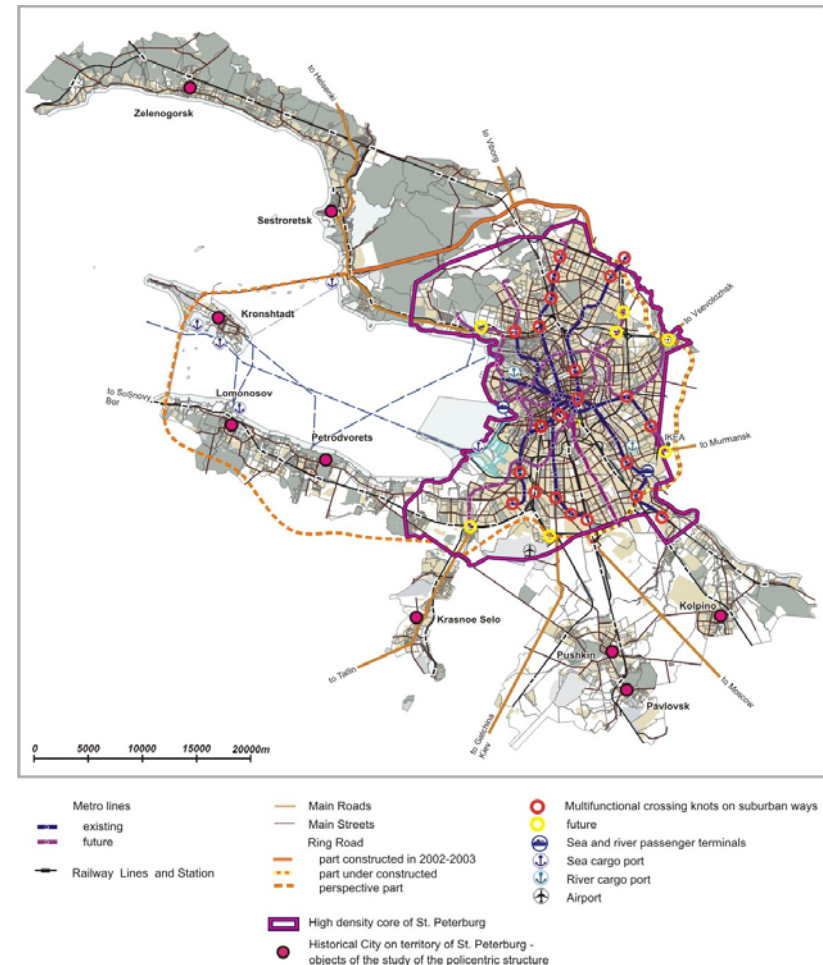 to Helsenki
Zelenogorsk
to Viborg
Sestroretsk
to Vsevolozhsk
Kronshtadt
to SoSnovy
Bor
Lomonosov
Petrodvorets
IKEA
to Murmansk
Krasnoe Selo
Kolpino
Pushkin
to Tallin
to Moscow
Pavlovsk
to Gatchina
Kiev
0 5000 10000 15000 20000m
Metro lines
existing
future
Railway Lines and Station
Main Roads
Main Streets
Ring Road
part constructed in 2002-2003
part under constructed
perspective part
Multifunctional crossing knots on suburban ways
future
Sea and river passenger terminals
Sea cargo port
River cargo port
Airport
High density core of St. Peterburg
Historical City on territory of St. Peterburg -
objects of the study of the policentric structure